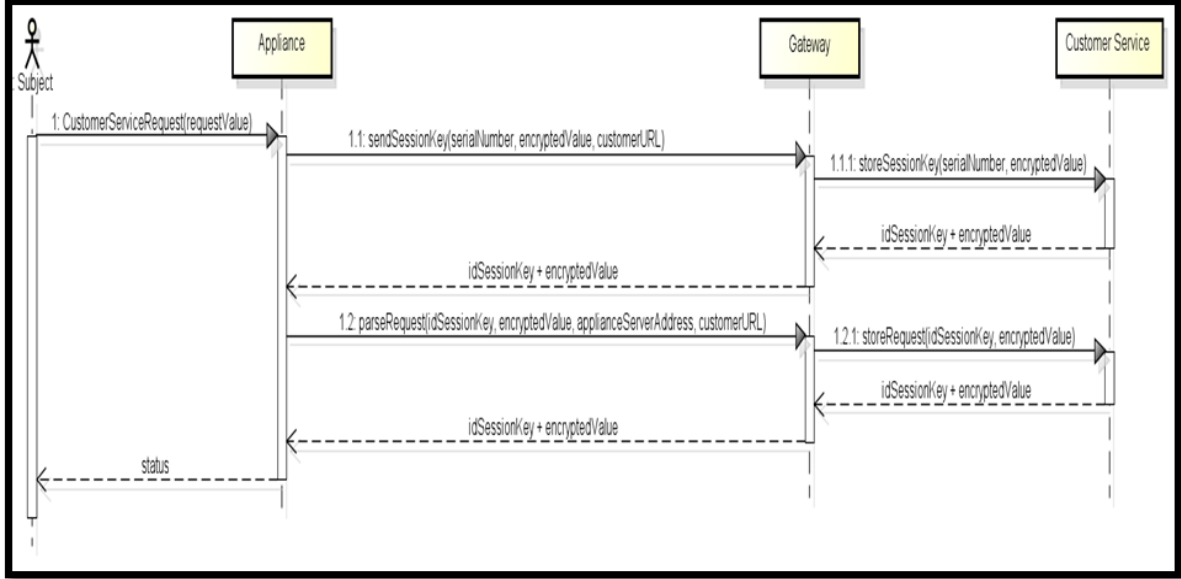 Appliance
Gateway
Customer Service
: Subject
1: CustomerServiceRequest(requestValue)
1.1: sendSessionKey(serialNumber, encryptedValue, customerURL)
1.1.1: storeSessionKey(serialNumber, encryptedValue)
idSessionKey + encryptedValue
idSessionKey + encryptedValue
1.2: parseRequest(idSessionKey, encryptedValue, applianceServerAddress, customerURL)
1.2.1: storeRequest(idSessionKey, encryptedValue)
idSessionKey + encryptedValue
idSessionKey + encryptedValue
status